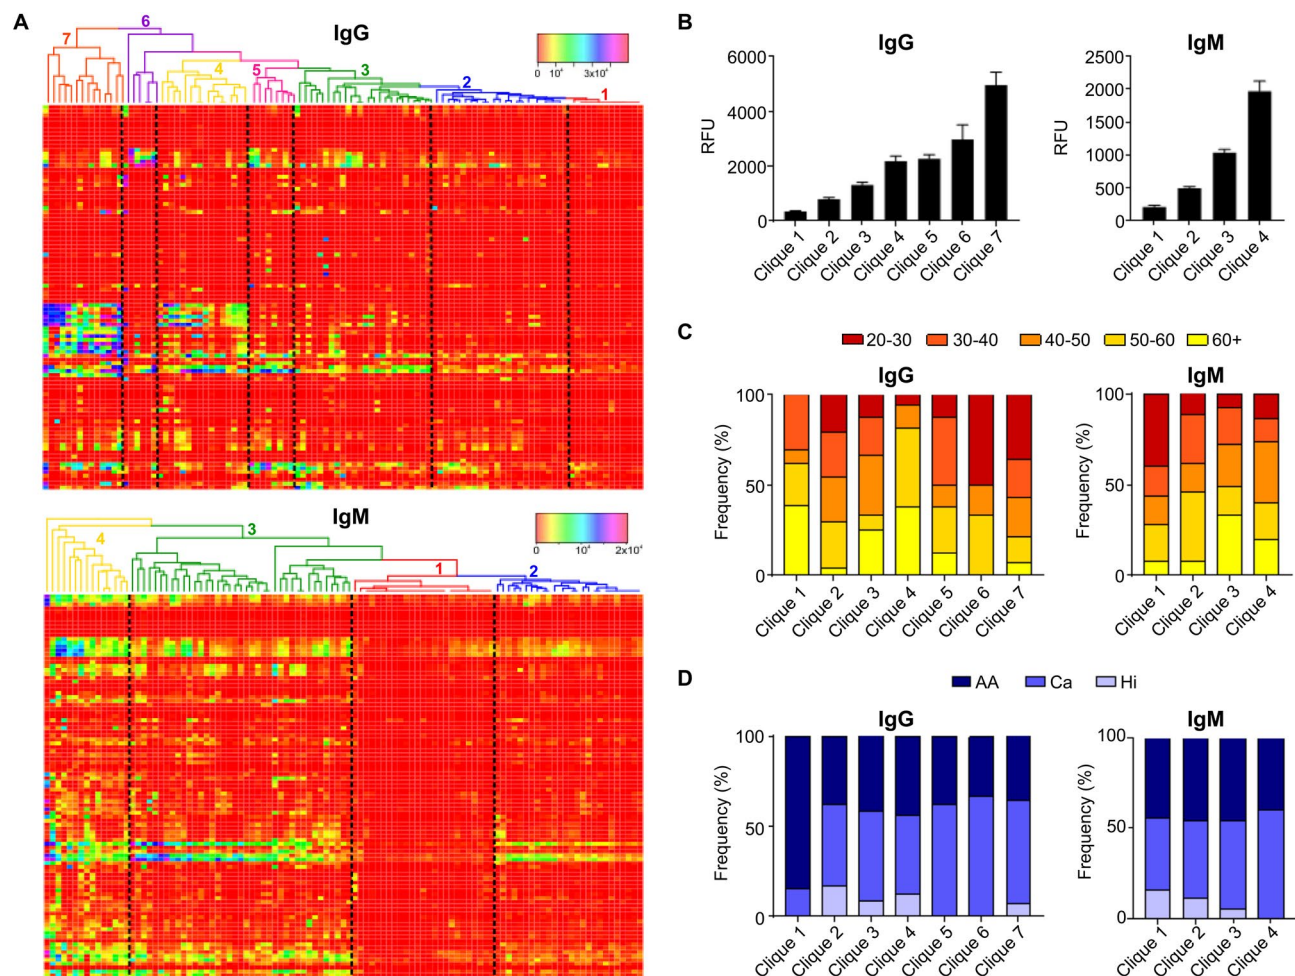 A
IgG
7 6 4 5 3 2 1
0 10⁴ 3x10⁴
IgM
4 3 1 2
0 10⁴ 2x10⁴
B
IgG
RFU
6000
4000
2000
0
Clique 1 Clique 2 Clique 3 Clique 4 Clique 5 Clique 6 Clique 7
IgM
RFU
2500
2000
1500
1000
500
0
Clique 1 Clique 2 Clique 3 Clique 4
C
20-30 30-40 40-50 50-60 60+
IgG
Frequency (%)
100
50
0
Clique 1 Clique 2 Clique 3 Clique 4 Clique 5 Clique 6 Clique 7
IgM
Frequency (%)
100
50
0
Clique 1 Clique 2 Clique 3 Clique 4
D
AA Ca Hi
IgG
Frequency (%)
100
50
0
Clique 1 Clique 2 Clique 3 Clique 4 Clique 5 Clique 6 Clique 7
IgM
Frequency (%)
100
50
0
Clique 1 Clique 2 Clique 3 Clique 4